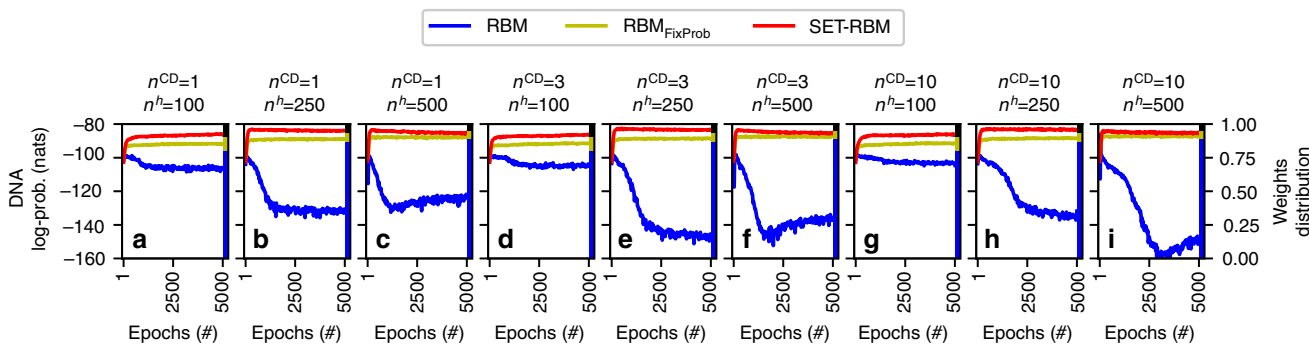 RBM RBM_FixProb SET-RBM
n^CD=1 n^CD=1 n^CD=1 n^CD=3 n^CD=3 n^CD=3 n^CD=10 n^CD=10 n^CD=10
n^h=100 n^h=250 n^h=500 n^h=100 n^h=250 n^h=500 n^h=100 n^h=250 n^h=500
DNA
log-prob. (nats)
−80
−100
−120
−140
−160
a b c d e f g h i
1.00
0.75
0.50
0.25
0.00
Weights
distribution
1 2500 5000 1 2500 5000 1 2500 5000 1 2500 5000 1 2500 5000 1 2500 5000 1 2500 5000 1 2500 5000 1 2500 5000
Epochs (#) Epochs (#) Epochs (#) Epochs (#) Epochs (#) Epochs (#) Epochs (#) Epochs (#) Epochs (#)